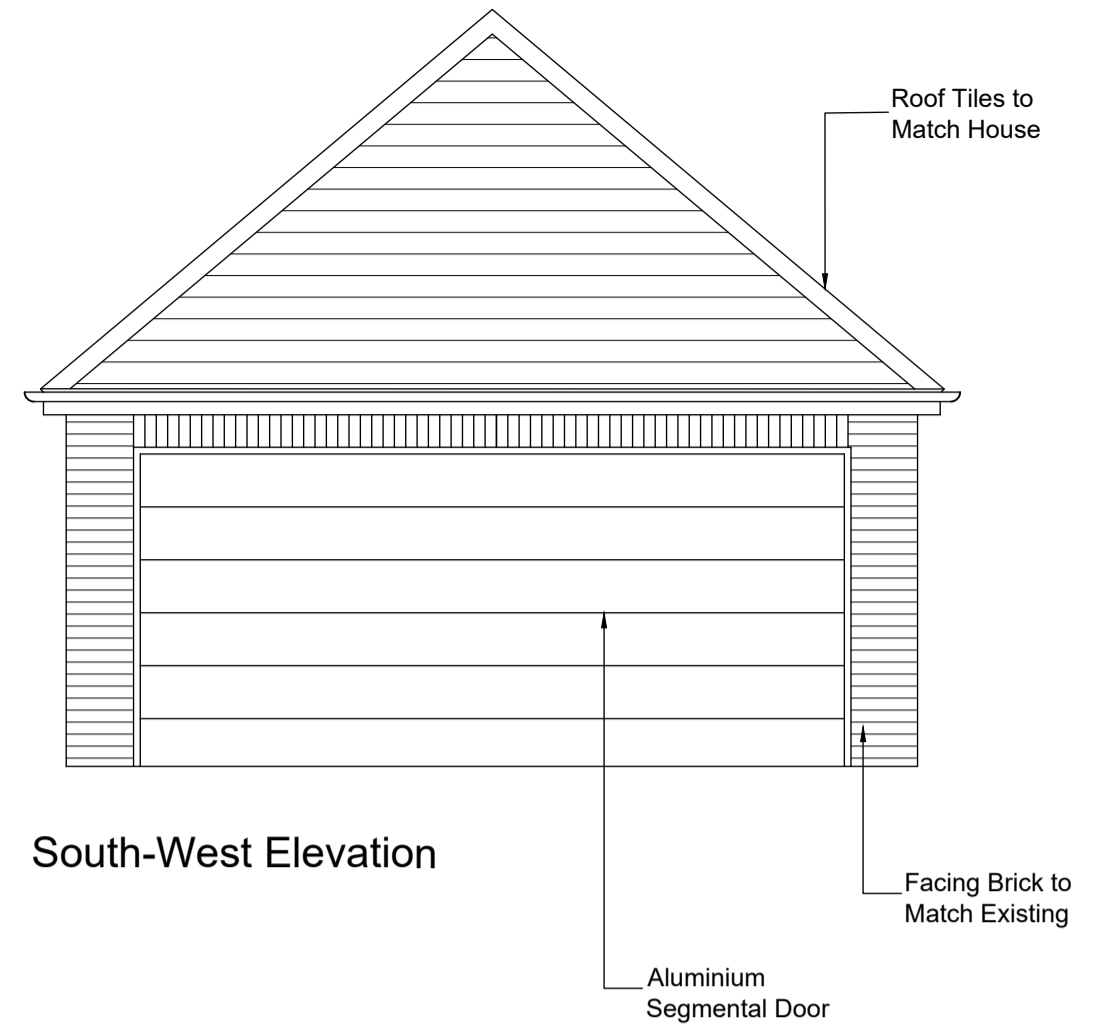 Roof Tiles to
Match House
South-West Elevation
Facing Brick to
Match Existing
Aluminium
Segmental Door